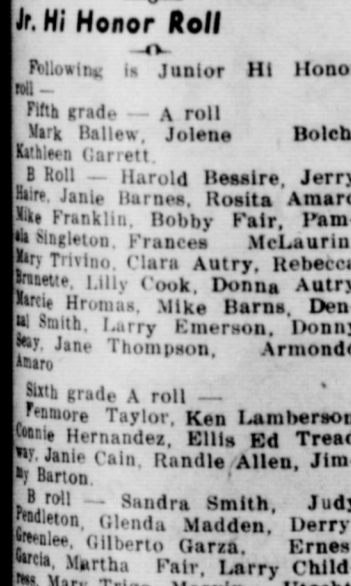 Jr. Hi Honor Roll
Following is Junior Hi Hono
roll —
Fifth grade — A roll
Mark Ballew, Jolene Bolch
Kathleen Garrett.
B Roll — Harold Bessire, Jerry
Haire, Janie Barnes, Rosita Amaro
Mike Franklin, Bobby Fair, Pam-
ala Singleton, Frances McLaurin
Mary Trivino, Clara Autry, Rebecca
Brunette, Lilly Cook, Donna Autry
Marcie Hromas, Mike Barns, Den-
tal Smith, Larry Emerson, Donny
Seay, Jane Thompson, Armondo
Amaro
Sixth grade A roll —
Fenmore Taylor, Ken Lamberson
Connie Hernandez, Ellis Ed Tread
way, Janie Cain, Randle Allen, Jim-
my Barton.
B roll — Sandra Smith, Judy
Pendleton, Glenda Madden, Derry
Greenlee, Gilberto Garza, Ernes
Garcia, Martha Fair, Larry Child
ress, Mary